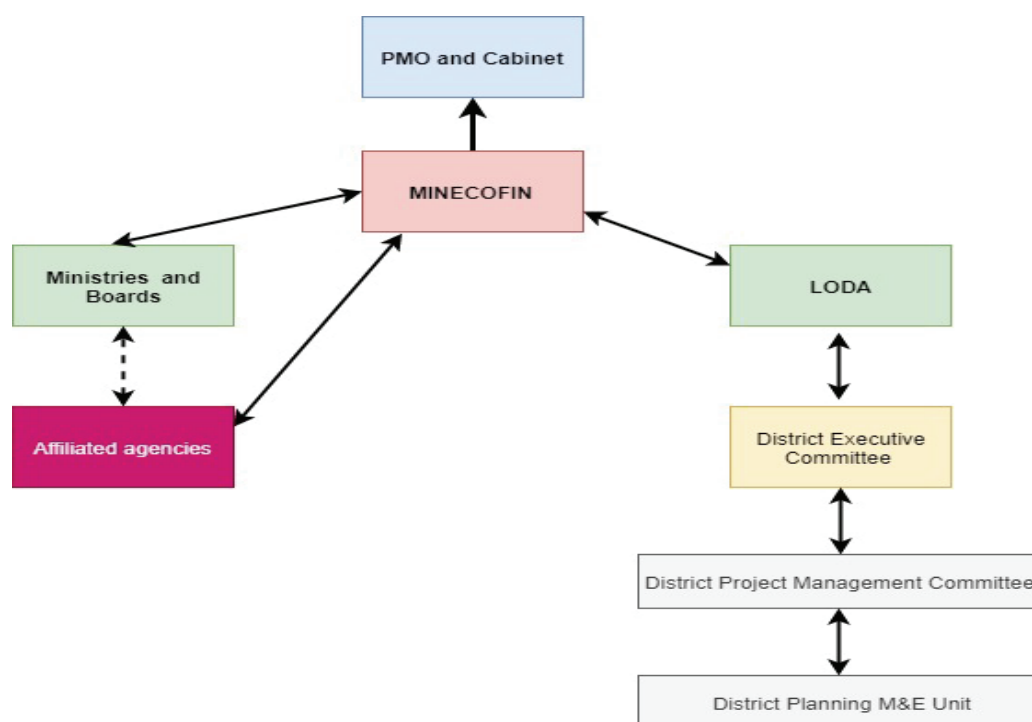 PMO and Cabinet
MINECOFIN
Ministries and
Boards
LODA
Affiliated agencies
District Executive
Committee
District Project Management Committee
District Planning M&E Unit